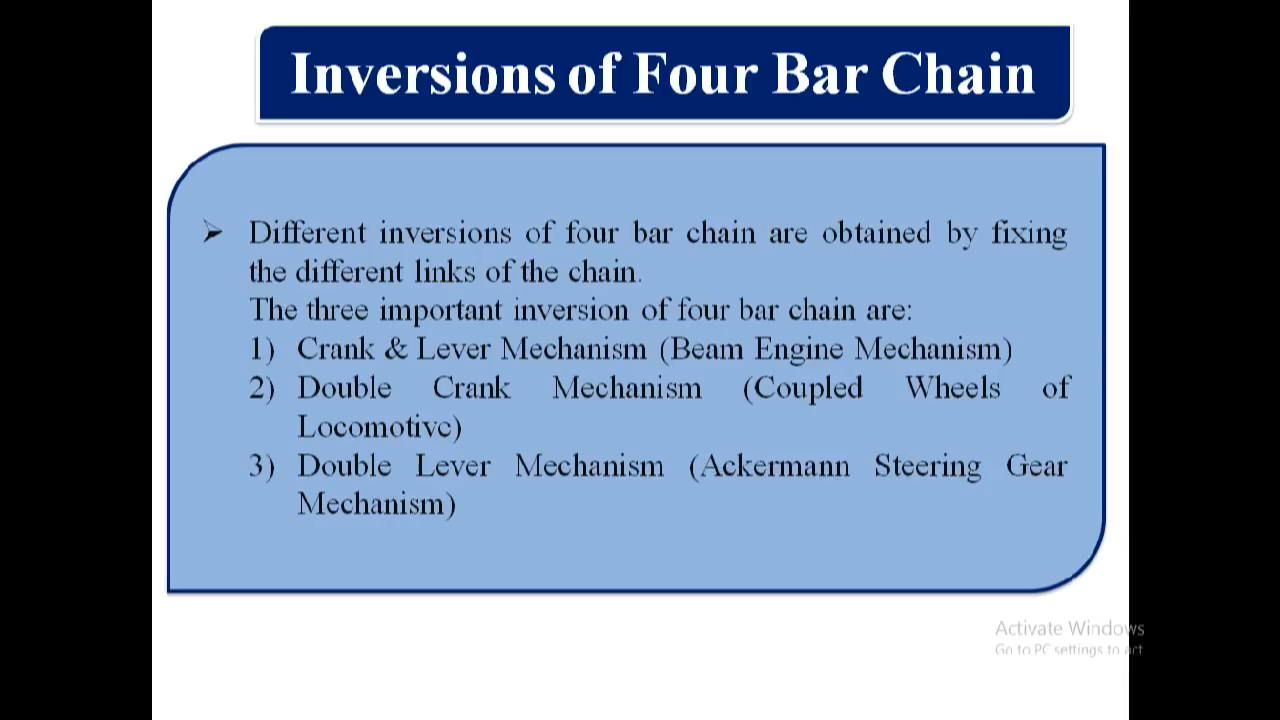 Inversions of Four Bar Chain
➢ Different inversions of four bar chain are obtained by fixing
the different links of the chain.
The three important inversion of four bar chain are:
1) Crank & Lever Mechanism (Beam Engine Mechanism)
2) Double Crank Mechanism (Coupled Wheels of
Locomotive)
3) Double Lever Mechanism (Ackermann Steering Gear
Mechanism)
Activate Windows
Go to PC settings to act